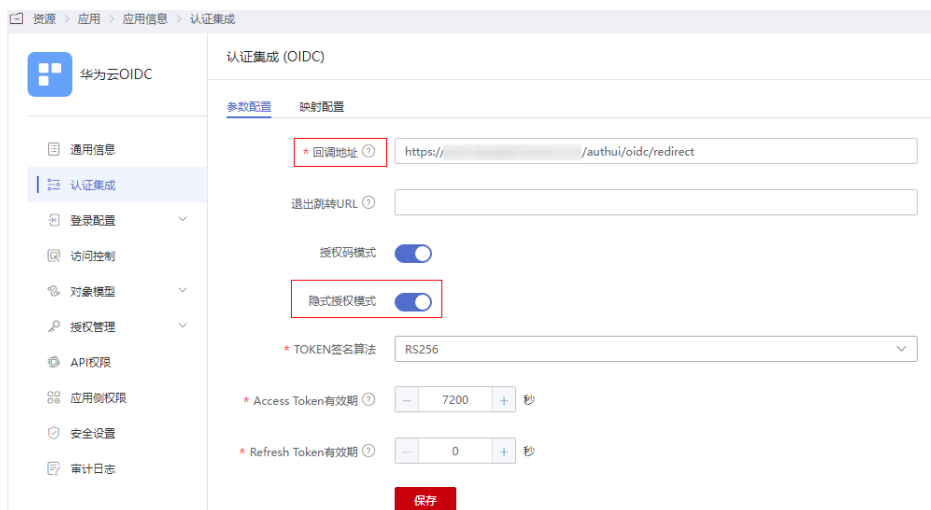 资源 > 应用 > 应用信息 > 认证集成
华为云OIDC
认证集成 (OIDC)
参数配置 映射配置
通用信息
认证集成
登录配置
访问控制
对象模型
授权管理
API权限
应用侧权限
安全设置
审计日志
* 回调地址 ? https:// /authui/oidc/redirect
退出跳转URL ?
授权码模式
隐式授权模式
* TOKEN签名算法 RS256
* Access Token有效期 ? − 7200 + 秒
* Refresh Token有效期 ? − 0 + 秒
保存